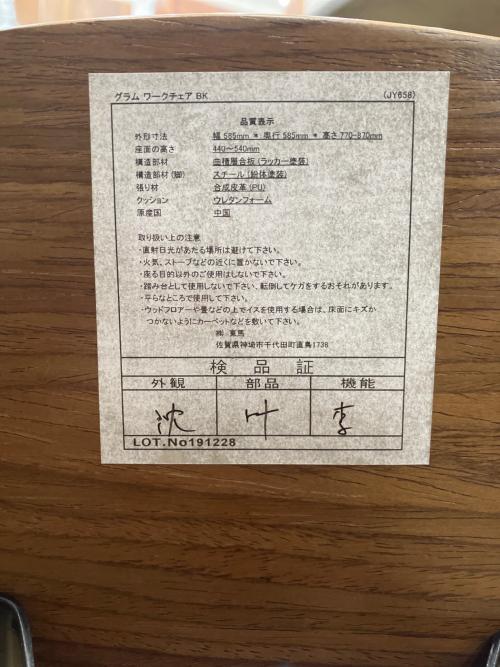 グラム ワークチェア BK (JY658)
品質表示
外形寸法 幅 585mm * 奥行 585mm * 高さ 770-870mm
座面の高さ 440〜540mm
構造部材 曲積層合板(ラッカー塗装)
構造部材(脚) スチール(紛体塗装)
張り材 合成皮革(PU)
クッション ウレタンフォーム
原産国 中国
取り扱い上の注意
・直射日光があたる場所は避けて下さい。
・火気、ストーブなどの近くに置かないで下さい。
・座る目的以外のご使用はしないで下さい。
・踏み台として使用しないで下さい、転倒してケガをするおそれがあります。
・平らなところで使用して下さい。
・ウッドフロアーや畳などの上でイスを使用する場合は、床面にキズか
つかないようにカーペットなどを敷いて下さい。
㈱ 東馬
佐賀県神埼市千代田町直鳥1738
検品証
外観 部品 機能
沈 叶 李
LOT.No191228